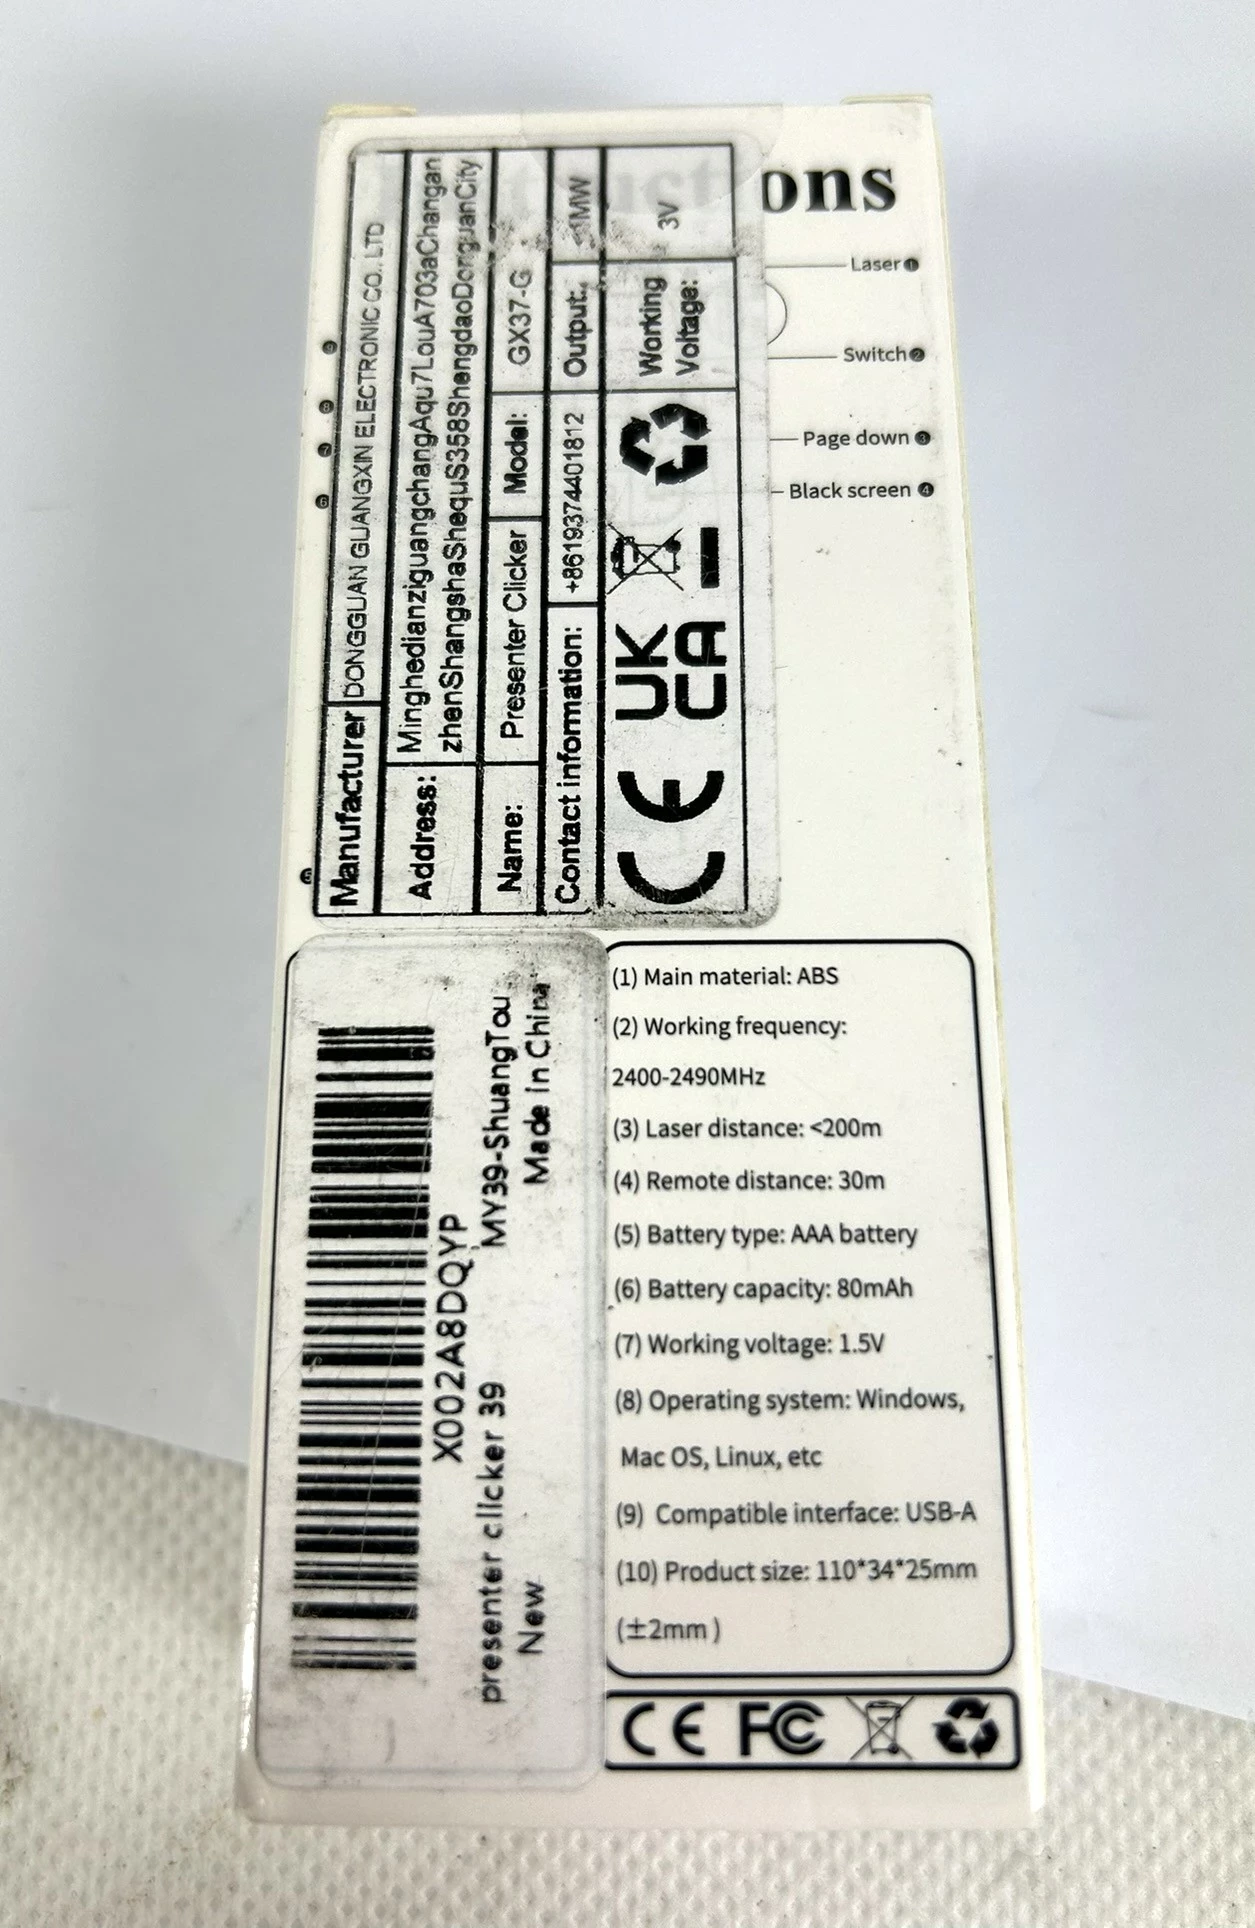 ons
Laser 1
Switch 2
Page down 3
Black screen 4
Manufacturer DONGGUAN GUANGXIN ELECTRONIC CO., LTD
Address: MinghedianziguangchangAqu7LouA703aChangan
zhenShangshaShequS358ShengdaoDongguanCity
Name: Presenter Clicker Model: GX37-G
Contact information: +8619374401812 Output: <1MW
CE UK
CA
Working
Voltage: 3V
X002A8DQYP
presenter clicker 39 MY39-ShuangTou
New Made in China
(1) Main material: ABS
(2) Working frequency:
2400-2490MHz
(3) Laser distance: <200m
(4) Remote distance: 30m
(5) Battery type: AAA battery
(6) Battery capacity: 80mAh
(7) Working voltage: 1.5V
(8) Operating system: Windows,
Mac OS, Linux, etc
(9) Compatible interface: USB-A
(10) Product size: 110*34*25mm
(±2mm)
CE FC